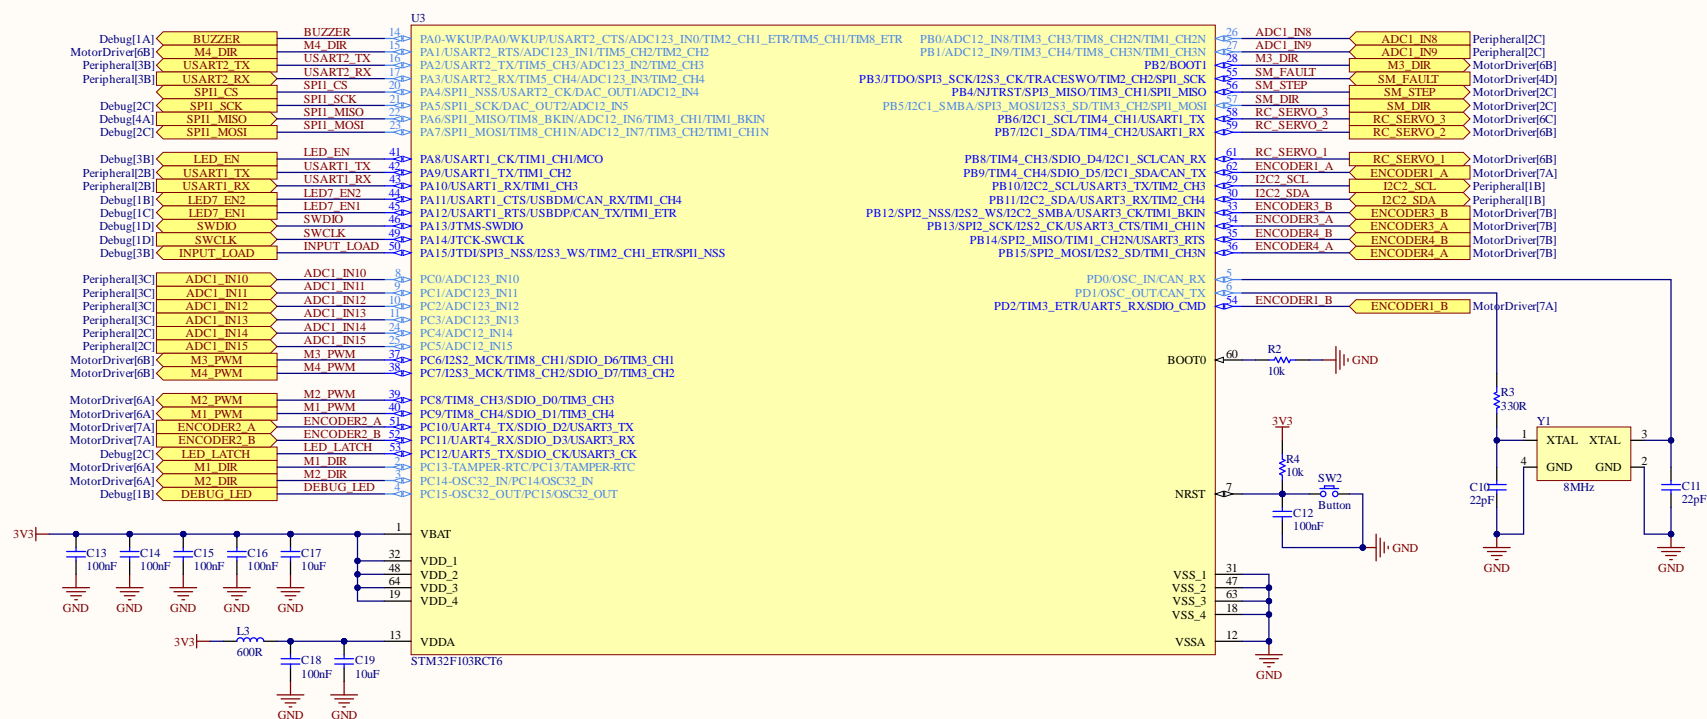 U3
Debug[1A] BUZZER BUZZER 14 PA0-WKUP/PA0/WKUP/USART2_CTS/ADC123_IN0/TIM2_CH1_ETR/TIM5_CH1/TIM8_ETR
MotorDriver[6B] M4_DIR M4_DIR 15 PA1/USART2_RTS/ADC123_IN1/TIM5_CH2/TIM2_CH2
Peripheral[3B] USART2_TX USART2_TX 16 PA2/USART2_TX/TIM5_CH3/ADC123_IN2/TIM2_CH3
Peripheral[3B] USART2_RX USART2_RX 17 PA3/USART2_RX/TIM5_CH4/ADC123_IN3/TIM2_CH4
SPI1_CS SPI1_CS 20 PA4/SPI1_NSS/USART2_CK/DAC_OUT1/ADC12_IN4
Debug[2C] SPI1_SCK SPI1_SCK 21 PA5/SPI1_SCK/DAC_OUT2/ADC12_IN5
Debug[4A] SPI1_MISO SPI1_MISO 22 PA6/SPI1_MISO/TIM8_BKIN/ADC12_IN6/TIM3_CH1/TIM1_BKIN
Debug[2C] SPI1_MOSI SPI1_MOSI 23 PA7/SPI1_MOSI/TIM8_CH1N/ADC12_IN7/TIM3_CH2/TIM1_CH1N
Debug[3B] LED_EN LED_EN 41 PA8/USART1_CK/TIM1_CH1/MCO
Peripheral[2B] USART1_TX USART1_TX 42 PA9/USART1_TX/TIM1_CH2
Peripheral[2B] USART1_RX USART1_RX 43 PA10/USART1_RX/TIM1_CH3
Debug[1B] LED7_EN2 LED7_EN2 44 PA11/USART1_CTS/USBDM/CAN_RX/TIM1_CH4
Debug[1C] LED7_EN1 LED7_EN1 45 PA12/USART1_RTS/USBDP/CAN_TX/TIM1_ETR
Debug[1D] SWDIO SWDIO 46 PA13/JTMS-SWDIO
Debug[1D] SWCLK SWCLK 49 PA14/JTCK-SWCLK
Debug[3B] INPUT_LOAD INPUT_LOAD 50 PA15/JTDI/SPI3_NSS/I2S3_WS/TIM2_CH1_ETR/SPI1_NSS
Peripheral[3C] ADC1_IN10 ADC1_IN10 8 PC0/ADC123_IN10
Peripheral[3C] ADC1_IN11 ADC1_IN11 9 PC1/ADC123_IN11
Peripheral[3C] ADC1_IN12 ADC1_IN12 10 PC2/ADC123_IN12
Peripheral[3C] ADC1_IN13 ADC1_IN13 11 PC3/ADC123_IN13
Peripheral[2C] ADC1_IN14 ADC1_IN14 24 PC4/ADC12_IN14
Peripheral[2C] ADC1_IN15 ADC1_IN15 25 PC5/ADC12_IN15
MotorDriver[6B] M3_PWM M3_PWM 37 PC6/I2S2_MCK/TIM8_CH1/SDIO_D6/TIM3_CH1
MotorDriver[6B] M4_PWM M4_PWM 38 PC7/I2S3_MCK/TIM8_CH2/SDIO_D7/TIM3_CH2
MotorDriver[6A] M2_PWM M2_PWM 39 PC8/TIM8_CH3/SDIO_D0/TIM3_CH3
MotorDriver[6A] M1_PWM M1_PWM 40 PC9/TIM8_CH4/SDIO_D1/TIM3_CH4
MotorDriver[7A] ENCODER2_A ENCODER2_A 51 PC10/UART4_TX/SDIO_D2/USART3_TX
MotorDriver[7A] ENCODER2_B ENCODER2_B 52 PC11/UART4_RX/SDIO_D3/USART3_RX
Debug[2C] LED_LATCH LED_LATCH 53 PC12/UART5_TX/SDIO_CK/USART3_CK
MotorDriver[6A] M1_DIR M1_DIR 2 PC13-TAMPER-RTC/PC13/TAMPER-RTC
MotorDriver[6A] M2_DIR M2_DIR 3 PC14-OSC32_IN/PC14/OSC32_IN
Debug[1B] DEBUG_LED DEBUG_LED 4 PC15-OSC32_OUT/PC15/OSC32_OUT
3V3 1 VBAT
C13 100nF GND
C14 100nF GND
C15 100nF GND
C16 100nF GND
C17 10uF GND
32 VDD_1
48 VDD_2
64 VDD_3
19 VDD_4
3V3 L3 600R 13 VDDA
C18 100nF GND
C19 10uF GND
STM32F103RCT6
PB0/ADC12_IN8/TIM3_CH3/TIM8_CH2N/TIM1_CH2N 26 ADC1_IN8 ADC1_IN8 Peripheral[2C]
PB1/ADC12_IN9/TIM3_CH4/TIM8_CH3N/TIM1_CH3N 27 ADC1_IN9 ADC1_IN9 Peripheral[2C]
PB2/BOOT1 28 M3_DIR M3_DIR MotorDriver[6B]
PB3/JTDO/SPI3_SCK/I2S3_CK/TRACESWO/TIM2_CH2/SPI1_SCK 55 SM_FAULT SM_FAULT MotorDriver[4D]
PB4/NJTRST/SPI3_MISO/TIM3_CH1/SPI1_MISO 56 SM_STEP SM_STEP MotorDriver[2C]
PB5/I2C1_SMBA/SPI3_MOSI/I2S3_SD/TIM3_CH2/SPI1_MOSI 57 SM_DIR SM_DIR MotorDriver[2C]
PB6/I2C1_SCL/TIM4_CH1/USART1_TX 58 RC_SERVO_3 RC_SERVO_3 MotorDriver[6C]
PB7/I2C1_SDA/TIM4_CH2/USART1_RX 59 RC_SERVO_2 RC_SERVO_2 MotorDriver[6B]
PB8/TIM4_CH3/SDIO_D4/I2C1_SCL/CAN_RX 61 RC_SERVO_1 RC_SERVO_1 MotorDriver[6B]
PB9/TIM4_CH4/SDIO_D5/I2C1_SDA/CAN_TX 62 ENCODER1_A ENCODER1_A MotorDriver[7A]
PB10/I2C2_SCL/USART3_TX/TIM2_CH3 29 I2C2_SCL I2C2_SCL Peripheral[1B]
PB11/I2C2_SDA/USART3_RX/TIM2_CH4 30 I2C2_SDA I2C2_SDA Peripheral[1B]
PB12/SPI2_NSS/I2S2_WS/I2C2_SMBA/USART3_CK/TIM1_BKIN 33 ENCODER3_B ENCODER3_B MotorDriver[7B]
PB13/SPI2_SCK/I2S2_CK/USART3_CTS/TIM1_CH1N 34 ENCODER3_A ENCODER3_A MotorDriver[7B]
PB14/SPI2_MISO/TIM1_CH2N/USART3_RTS 35 ENCODER4_B ENCODER4_B MotorDriver[7B]
PB15/SPI2_MOSI/I2S2_SD/TIM1_CH3N 36 ENCODER4_A ENCODER4_A MotorDriver[7B]
PD0/OSC_IN/CAN_RX 5
PD1/OSC_OUT/CAN_TX 6
PD2/TIM3_ETR/UART5_RX/SDIO_CMD 54 ENCODER1_B ENCODER1_B MotorDriver[7A]
BOOT0 60 R2 10k GND
R3 330R
3V3
R4 10k
NRST 7 SW2 Button
C12 100nF GND
Y1
1 XTAL XTAL 3
4 GND GND 2
8MHz
C10 22pF GND
C11 22pF GND
VSS_1 31
VSS_2 47
VSS_3 63
VSS_4 18
VSSA 12
GND